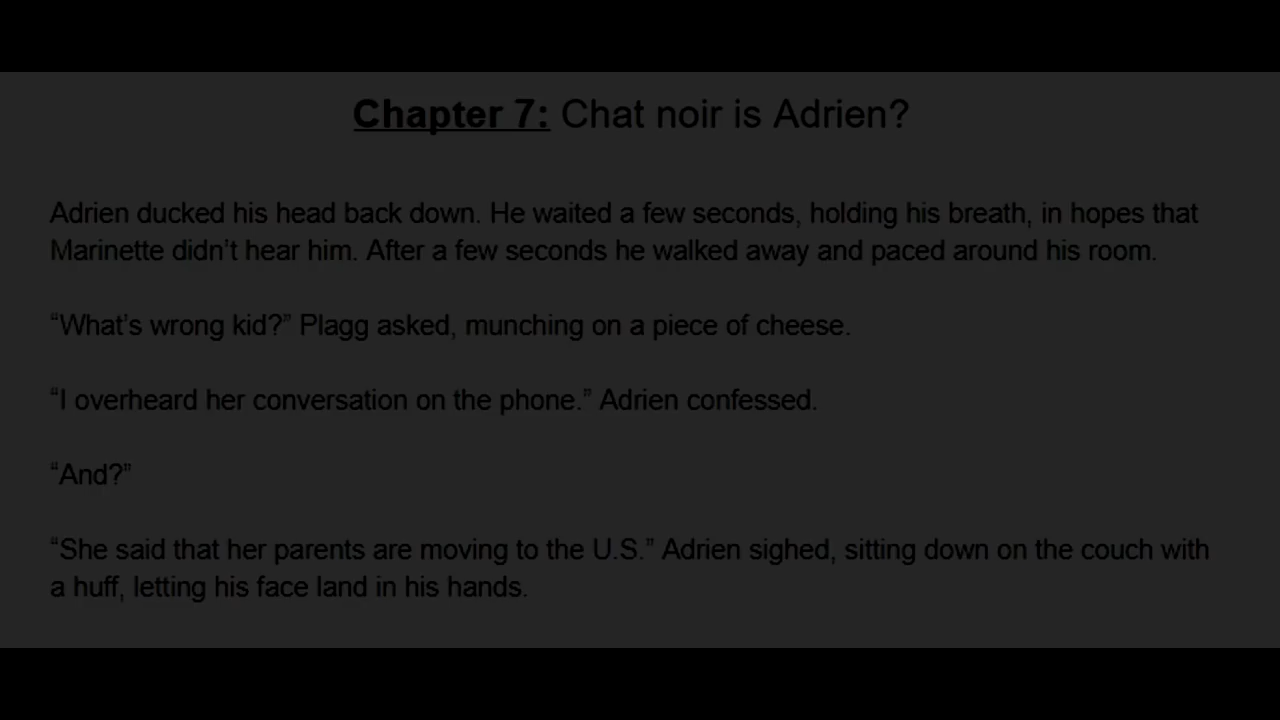 Chapter 7: Chat noir is Adrien?
Adrien ducked his head back down. He waited a few seconds, holding his breath, in hopes that
Marinette didn’t hear him. After a few seconds he walked away and paced around his room.
“What’s wrong kid?” Plagg asked, munching on a piece of cheese.
“I overheard her conversation on the phone.” Adrien confessed.
“And?”
“She said that her parents are moving to the U.S.” Adrien sighed, sitting down on the couch with
a huff, letting his face land in his hands.